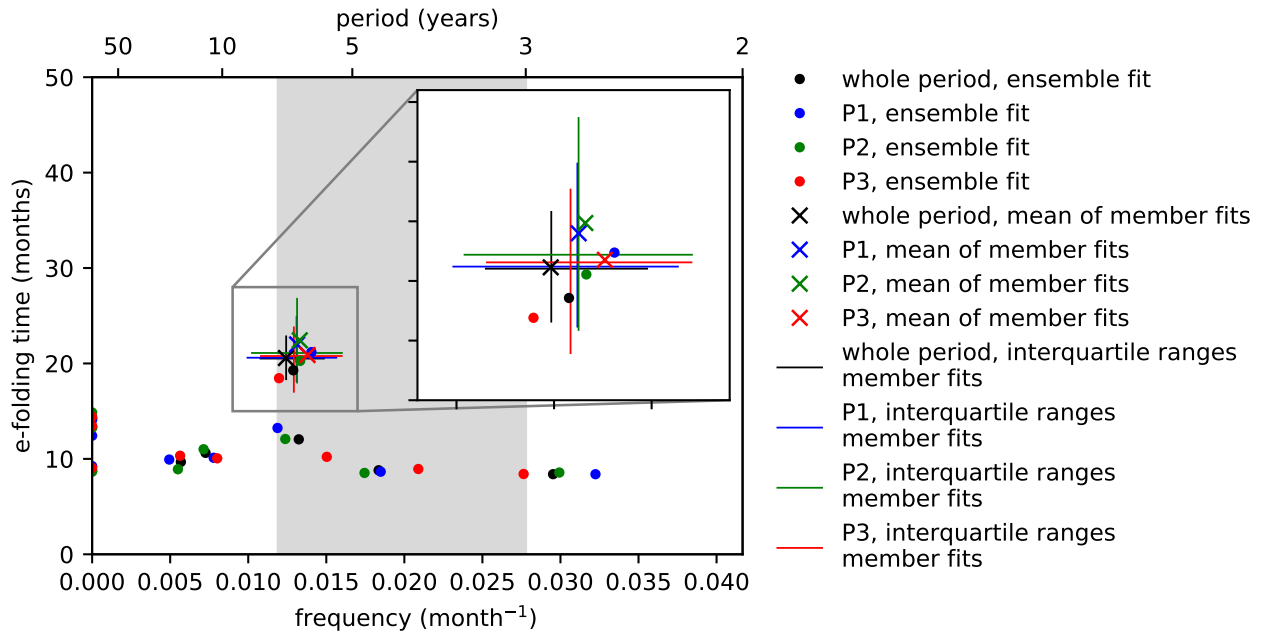 period (years)
50 10 5 3 2
50
40
30
20
10
0
e-folding time (months)
0.000 0.005 0.010 0.015 0.020 0.025 0.030 0.035 0.040
frequency (month⁻¹)
whole period, ensemble fit
P1, ensemble fit
P2, ensemble fit
P3, ensemble fit
whole period, mean of member fits
P1, mean of member fits
P2, mean of member fits
P3, mean of member fits
whole period, interquartile ranges
member fits
P1, interquartile ranges
member fits
P2, interquartile ranges
member fits
P3, interquartile ranges
member fits